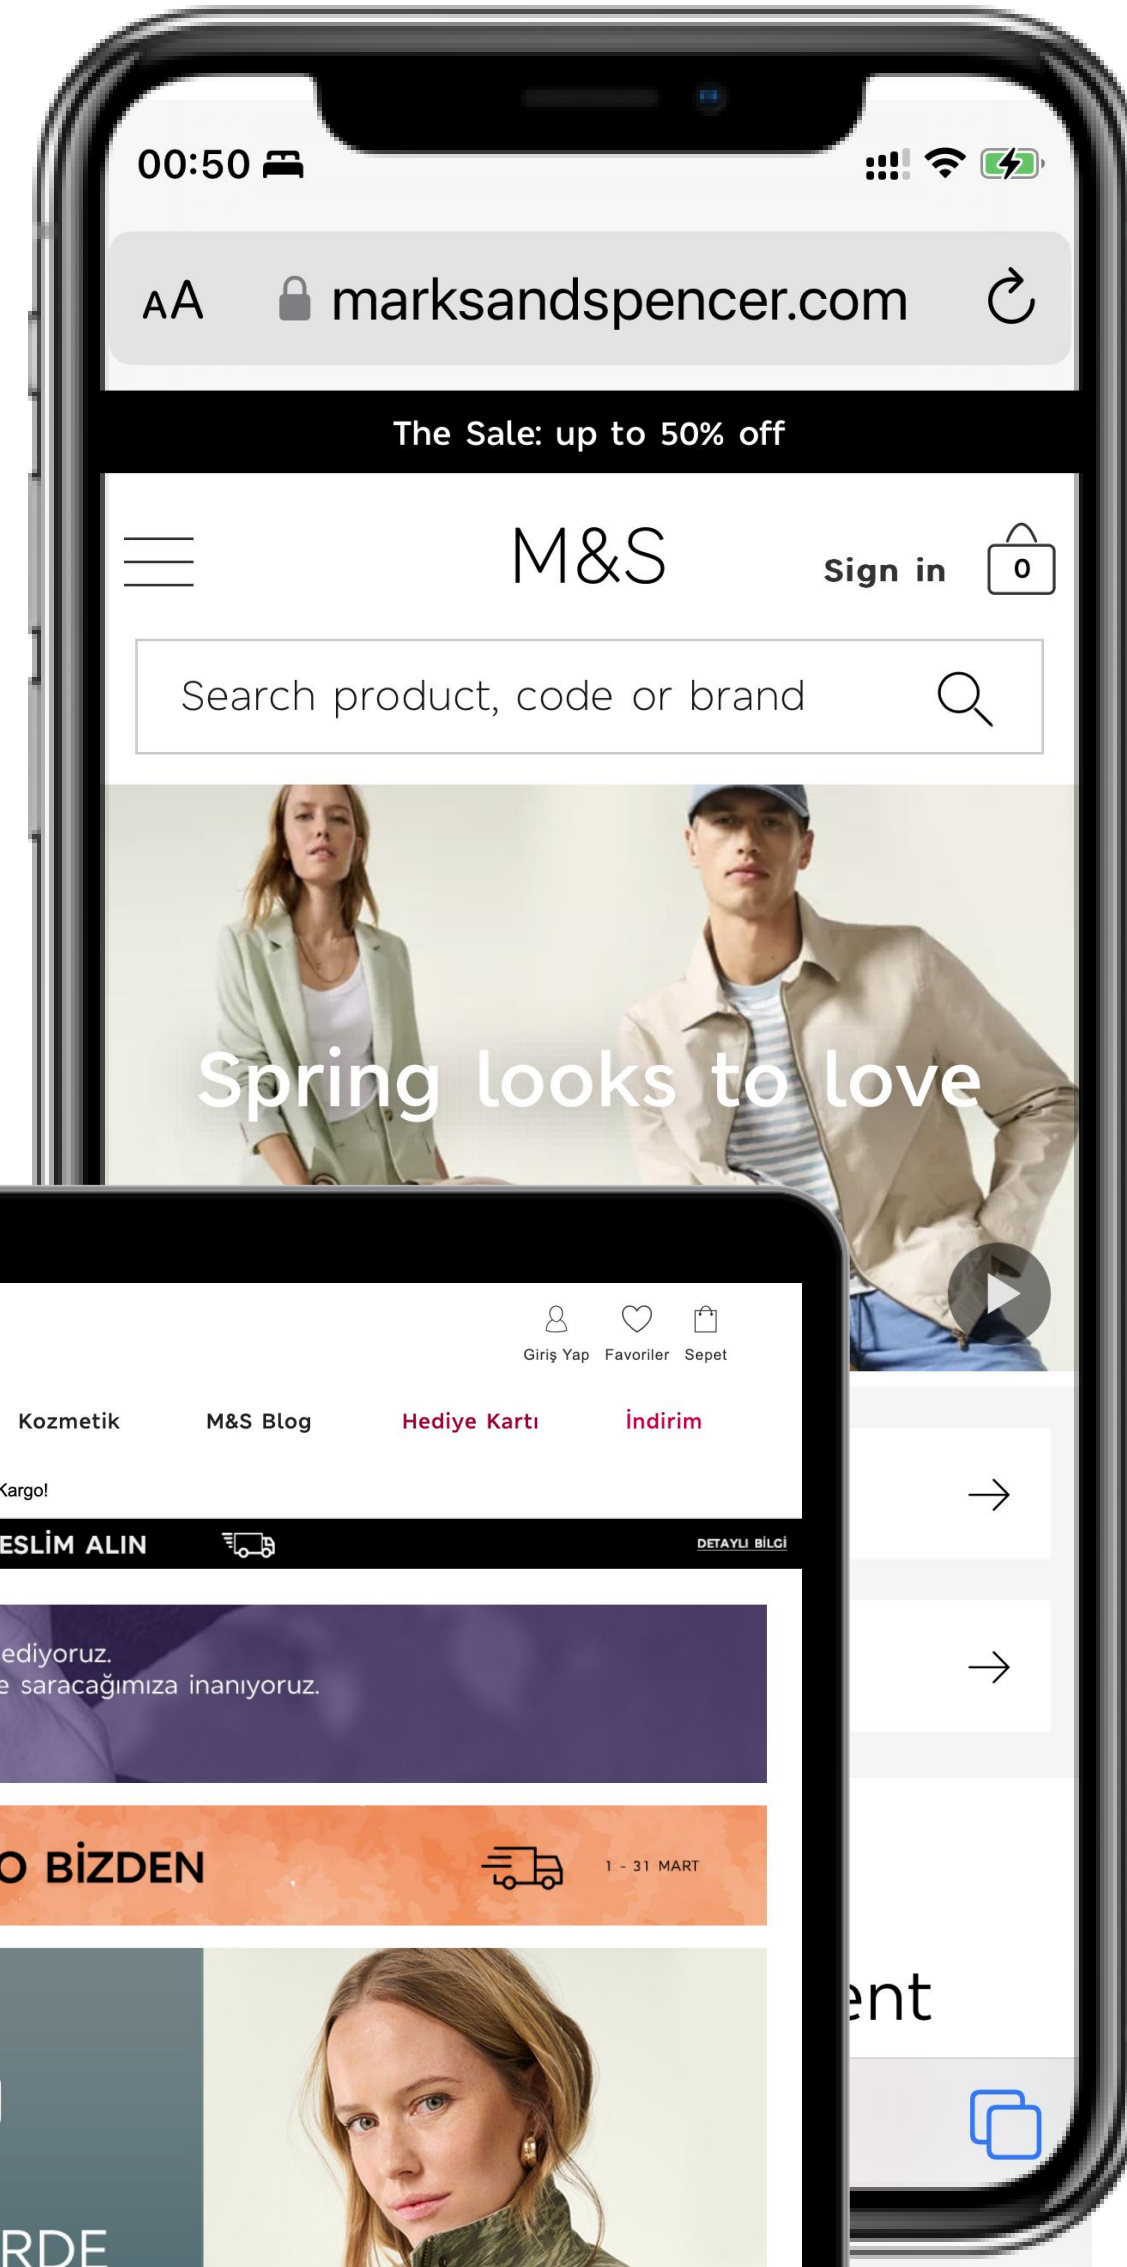 00:50
AA marksandspencer.com
The Sale: up to 50% off
M&S
Sign in
0
Search product, code or brand
Spring looks to love
Giriş Yap Favoriler Sepet
Kozmetik M&S Blog Hediye Kartı İndirim
Kargo!
ESLİM ALIN
DETAYLI BİLGİ
ediyoruz.
e saracağımıza inanıyoruz.
O BİZDEN
1 - 31 MART
ent
RDE